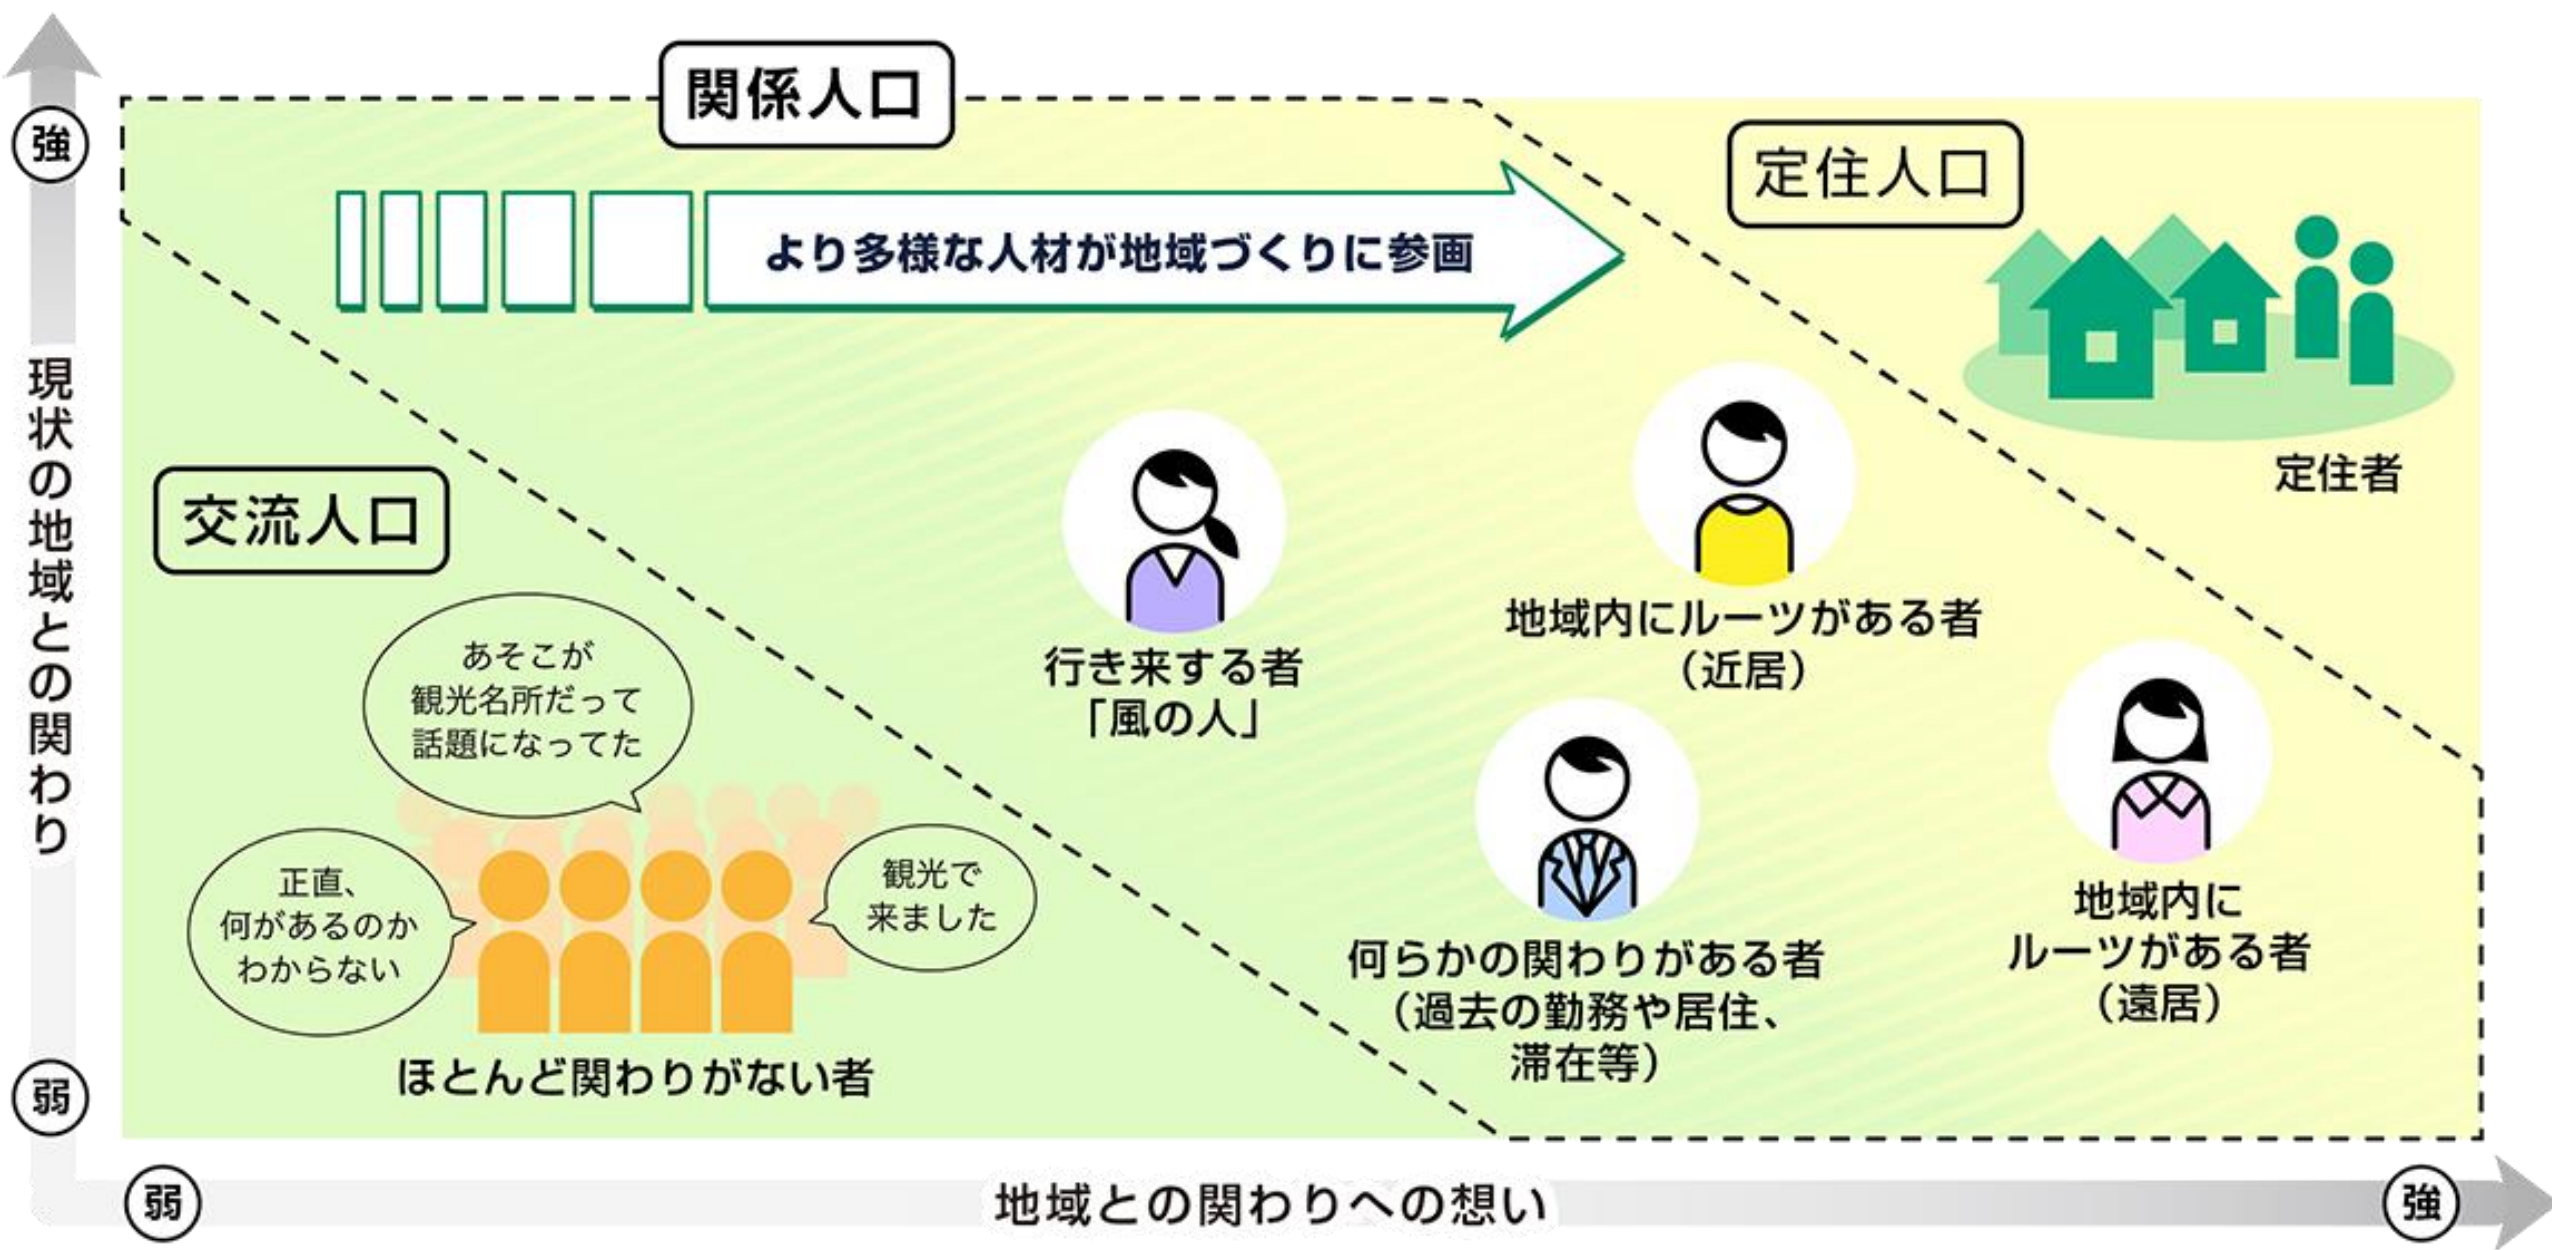 関係人口
強
定住人口
より多様な人材が地域づくりに参画
現状の地域との関わり
定住者
交流人口
あそこが
観光名所だって
話題になってた
行き来する者
「風の人」
地域内にルーツがある者
（近居）
正直、
何があるのか
わからない
観光で
来ました
何らかの関わりがある者
（過去の勤務や居住、
滞在等）
地域内に
ルーツがある者
（遠居）
ほとんど関わりがない者
弱
弱
地域との関わりへの想い
強